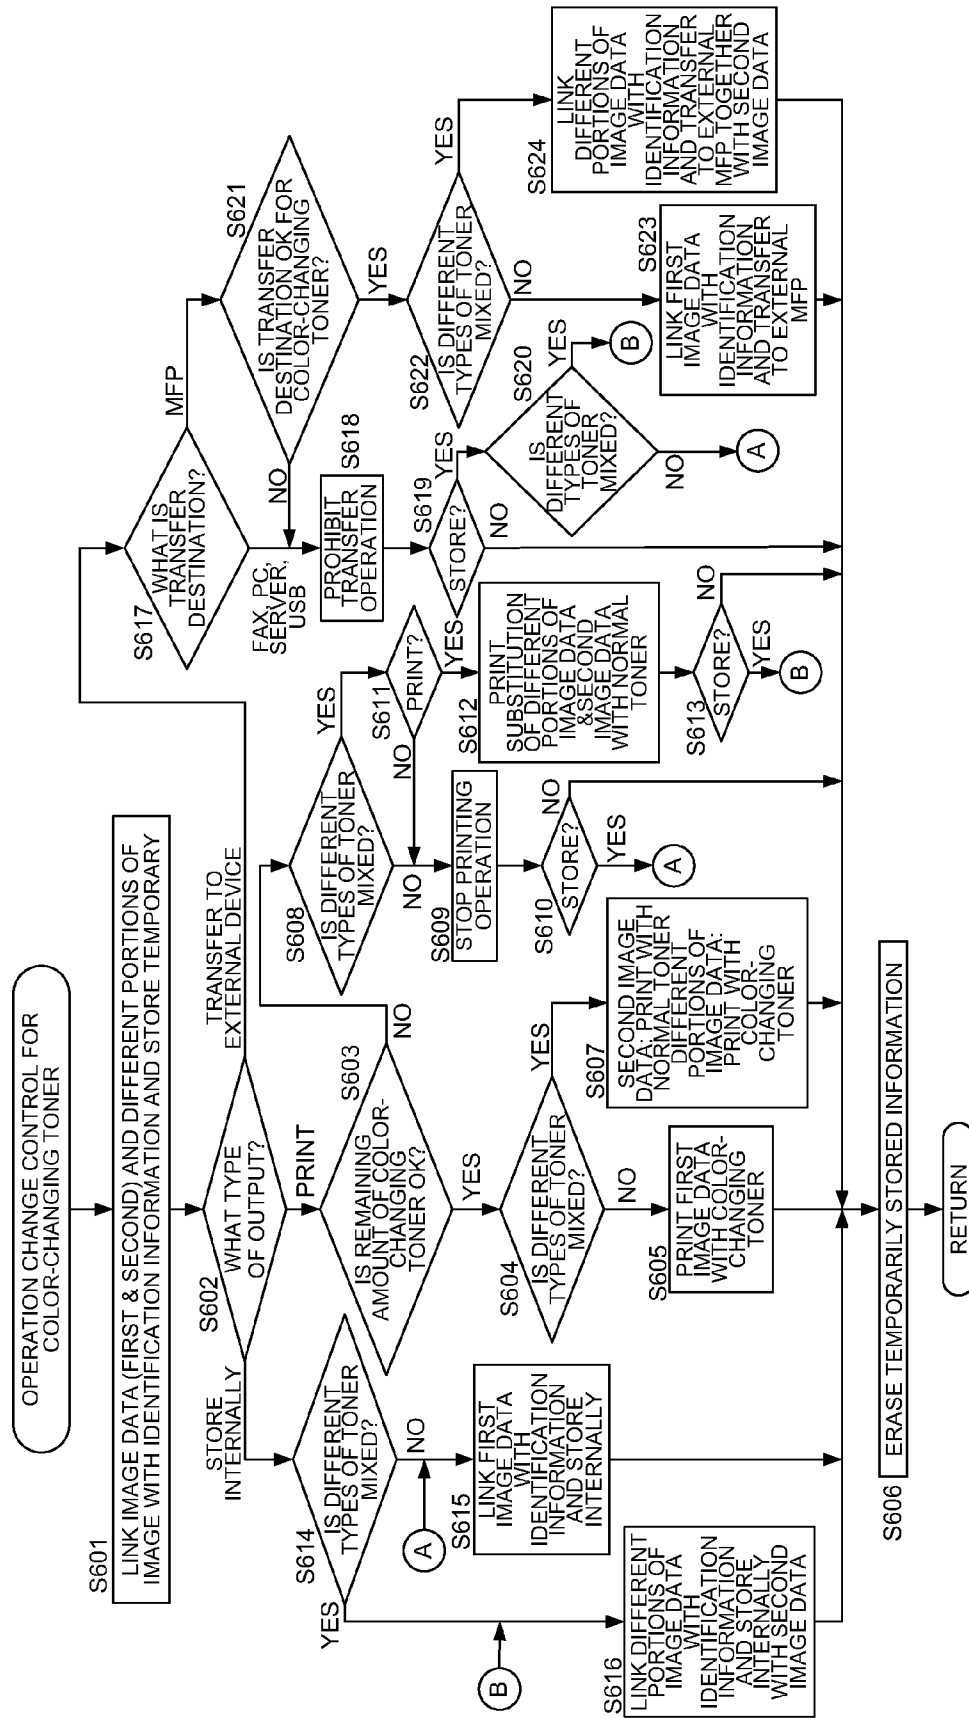 OPERATION CHANGE CONTROL FOR
COLOR-CHANGING TONER
S601
LINK IMAGE DATA (FIRST & SECOND) AND DIFFERENT PORTIONS OF
IMAGE WITH IDENTIFICATION INFORMATION AND STORE TEMPORARY
S602
WHAT TYPE
OF OUTPUT?
STORE
INTERNALLY
PRINT
TRANSFER TO
EXTERNAL DEVICE
S614
IS DIFFERENT
TYPES OF TONER
MIXED?
YES
NO
A
S615
LINK FIRST
IMAGE DATA
WITH
IDENTIFICATION
INFORMATION
AND STORE
INTERNALLY
B
S616
LINK DIFFERENT
PORTIONS OF
IMAGE DATA
WITH
IDENTIFICATION
INFORMATION
AND STORE
INTERNALLY
WITH SECOND
IMAGE DATA
S603
IS REMAINING
AMOUNT OF COLOR-
CHANGING
TONER OK?
NO
YES
S604
IS DIFFERENT
TYPES OF TONER
MIXED?
YES
NO
S605
PRINT FIRST
IMAGE DATA
WITH COLOR-
CHANGING
TONER
S607
SECOND IMAGE
DATA: PRINT WITH
NORMAL TONER
DIFFERENT
PORTIONS OF
IMAGE DATA:
PRINT WITH
COLOR-
CHANGING
TONER
S608
IS DIFFERENT
TYPES OF TONER
MIXED?
YES
NO
S609
STOP PRINTING
OPERATION
S610
STORE?
NO
YES
A
S611
PRINT?
NO
YES
S612
PRINT
SUBSTITUTION
OF DIFFERENT
PORTIONS OF
IMAGE DATA
&SECOND
IMAGE DATA
WITH NORMAL
TONER
S613
STORE?
NO
YES
B
S617
WHAT IS
TRANSFER
DESTINATION?
MFP
FAX, PC,
SERVER,
USB
S618
PROHIBIT
TRANSFER
OPERATION
S619
STORE?
YES
NO
S620
IS
DIFFERENT
TYPES OF
TONER
MIXED?
YES
B
NO
A
S621
IS TRANSFER
DESTINATION OK FOR
COLOR-CHANGING
TONER?
NO
YES
S622
IS DIFFERENT
TYPES OF TONER
MIXED?
YES
NO
S623
LINK FIRST
IMAGE DATA
WITH
IDENTIFICATION
INFORMATION
AND TRANSFER
TO EXTERNAL
MFP
S624
LINK
DIFFERENT
PORTIONS OF
IMAGE DATA
WITH
IDENTIFICATION
INFORMATION
AND TRANSFER
TO EXTERNAL
MFP TOGETHER
WITH SECOND
IMAGE DATA
S606
ERASE TEMPORARILY STORED INFORMATION
RETURN